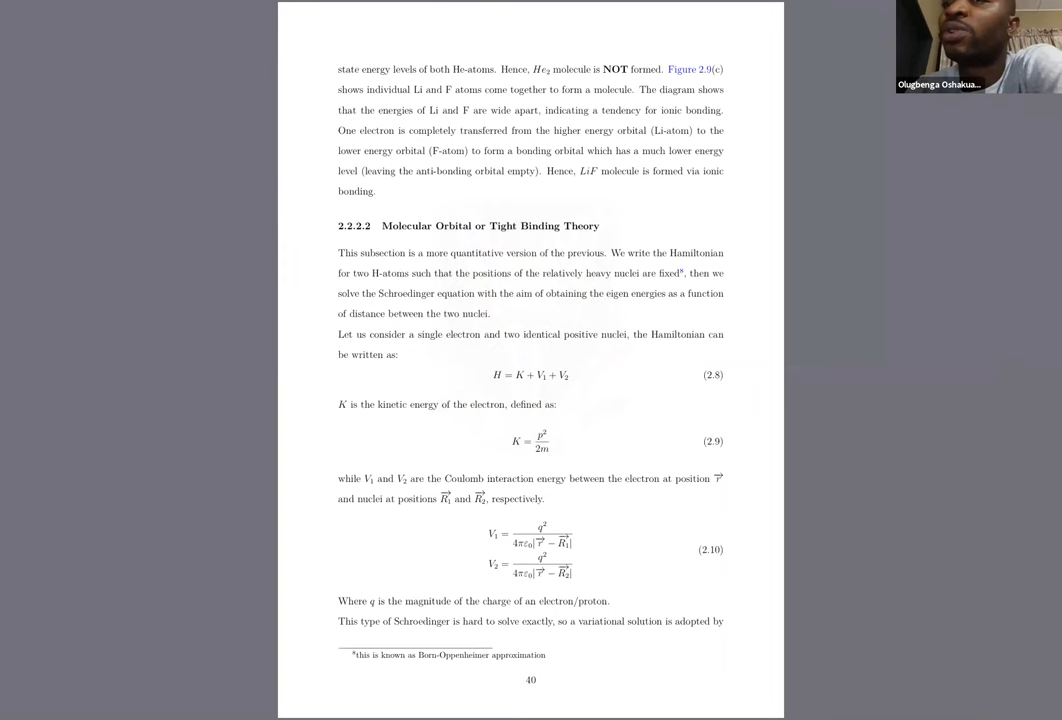 state energy levels of both He-atoms. Hence, He2 molecule is NOT formed. Figure 2.9(c)
shows individual Li and F atoms come together to form a molecule. The diagram shows
that the energies of Li and F are wide apart, indicating a tendency for ionic bonding.
One electron is completely transferred from the higher energy orbital (Li-atom) to the
lower energy orbital (F-atom) to form a bonding orbital which has a much lower energy
level (leaving the anti-bonding orbital empty). Hence, LiF molecule is formed via ionic
bonding.
2.2.2.2 Molecular Orbital or Tight Binding Theory
This subsection is a more quantitative version of the previous. We write the Hamiltonian
for two H-atoms such that the positions of the relatively heavy nuclei are fixed⁸, then we
solve the Schroedinger equation with the aim of obtaining the eigen energies as a function
of distance between the two nuclei.
Let us consider a single electron and two identical positive nuclei, the Hamiltonian can
be written as:
H = K + V₁ + V₂ (2.8)
K is the kinetic energy of the electron, defined as:
K = p²/2m (2.9)
while V₁ and V₂ are the Coulomb interaction energy between the electron at position r⃗
and nuclei at positions R⃗₁ and R⃗₂, respectively.
V₁ = q²/4πε₀|r⃗ − R⃗₁|
V₂ = q²/4πε₀|r⃗ − R⃗₂| (2.10)
Where q is the magnitude of the charge of an electron/proton.
This type of Schroedinger is hard to solve exactly, so a variational solution is adopted by
⁸this is known as Born-Oppenheimer approximation
40
Olugbenga Oshakua...